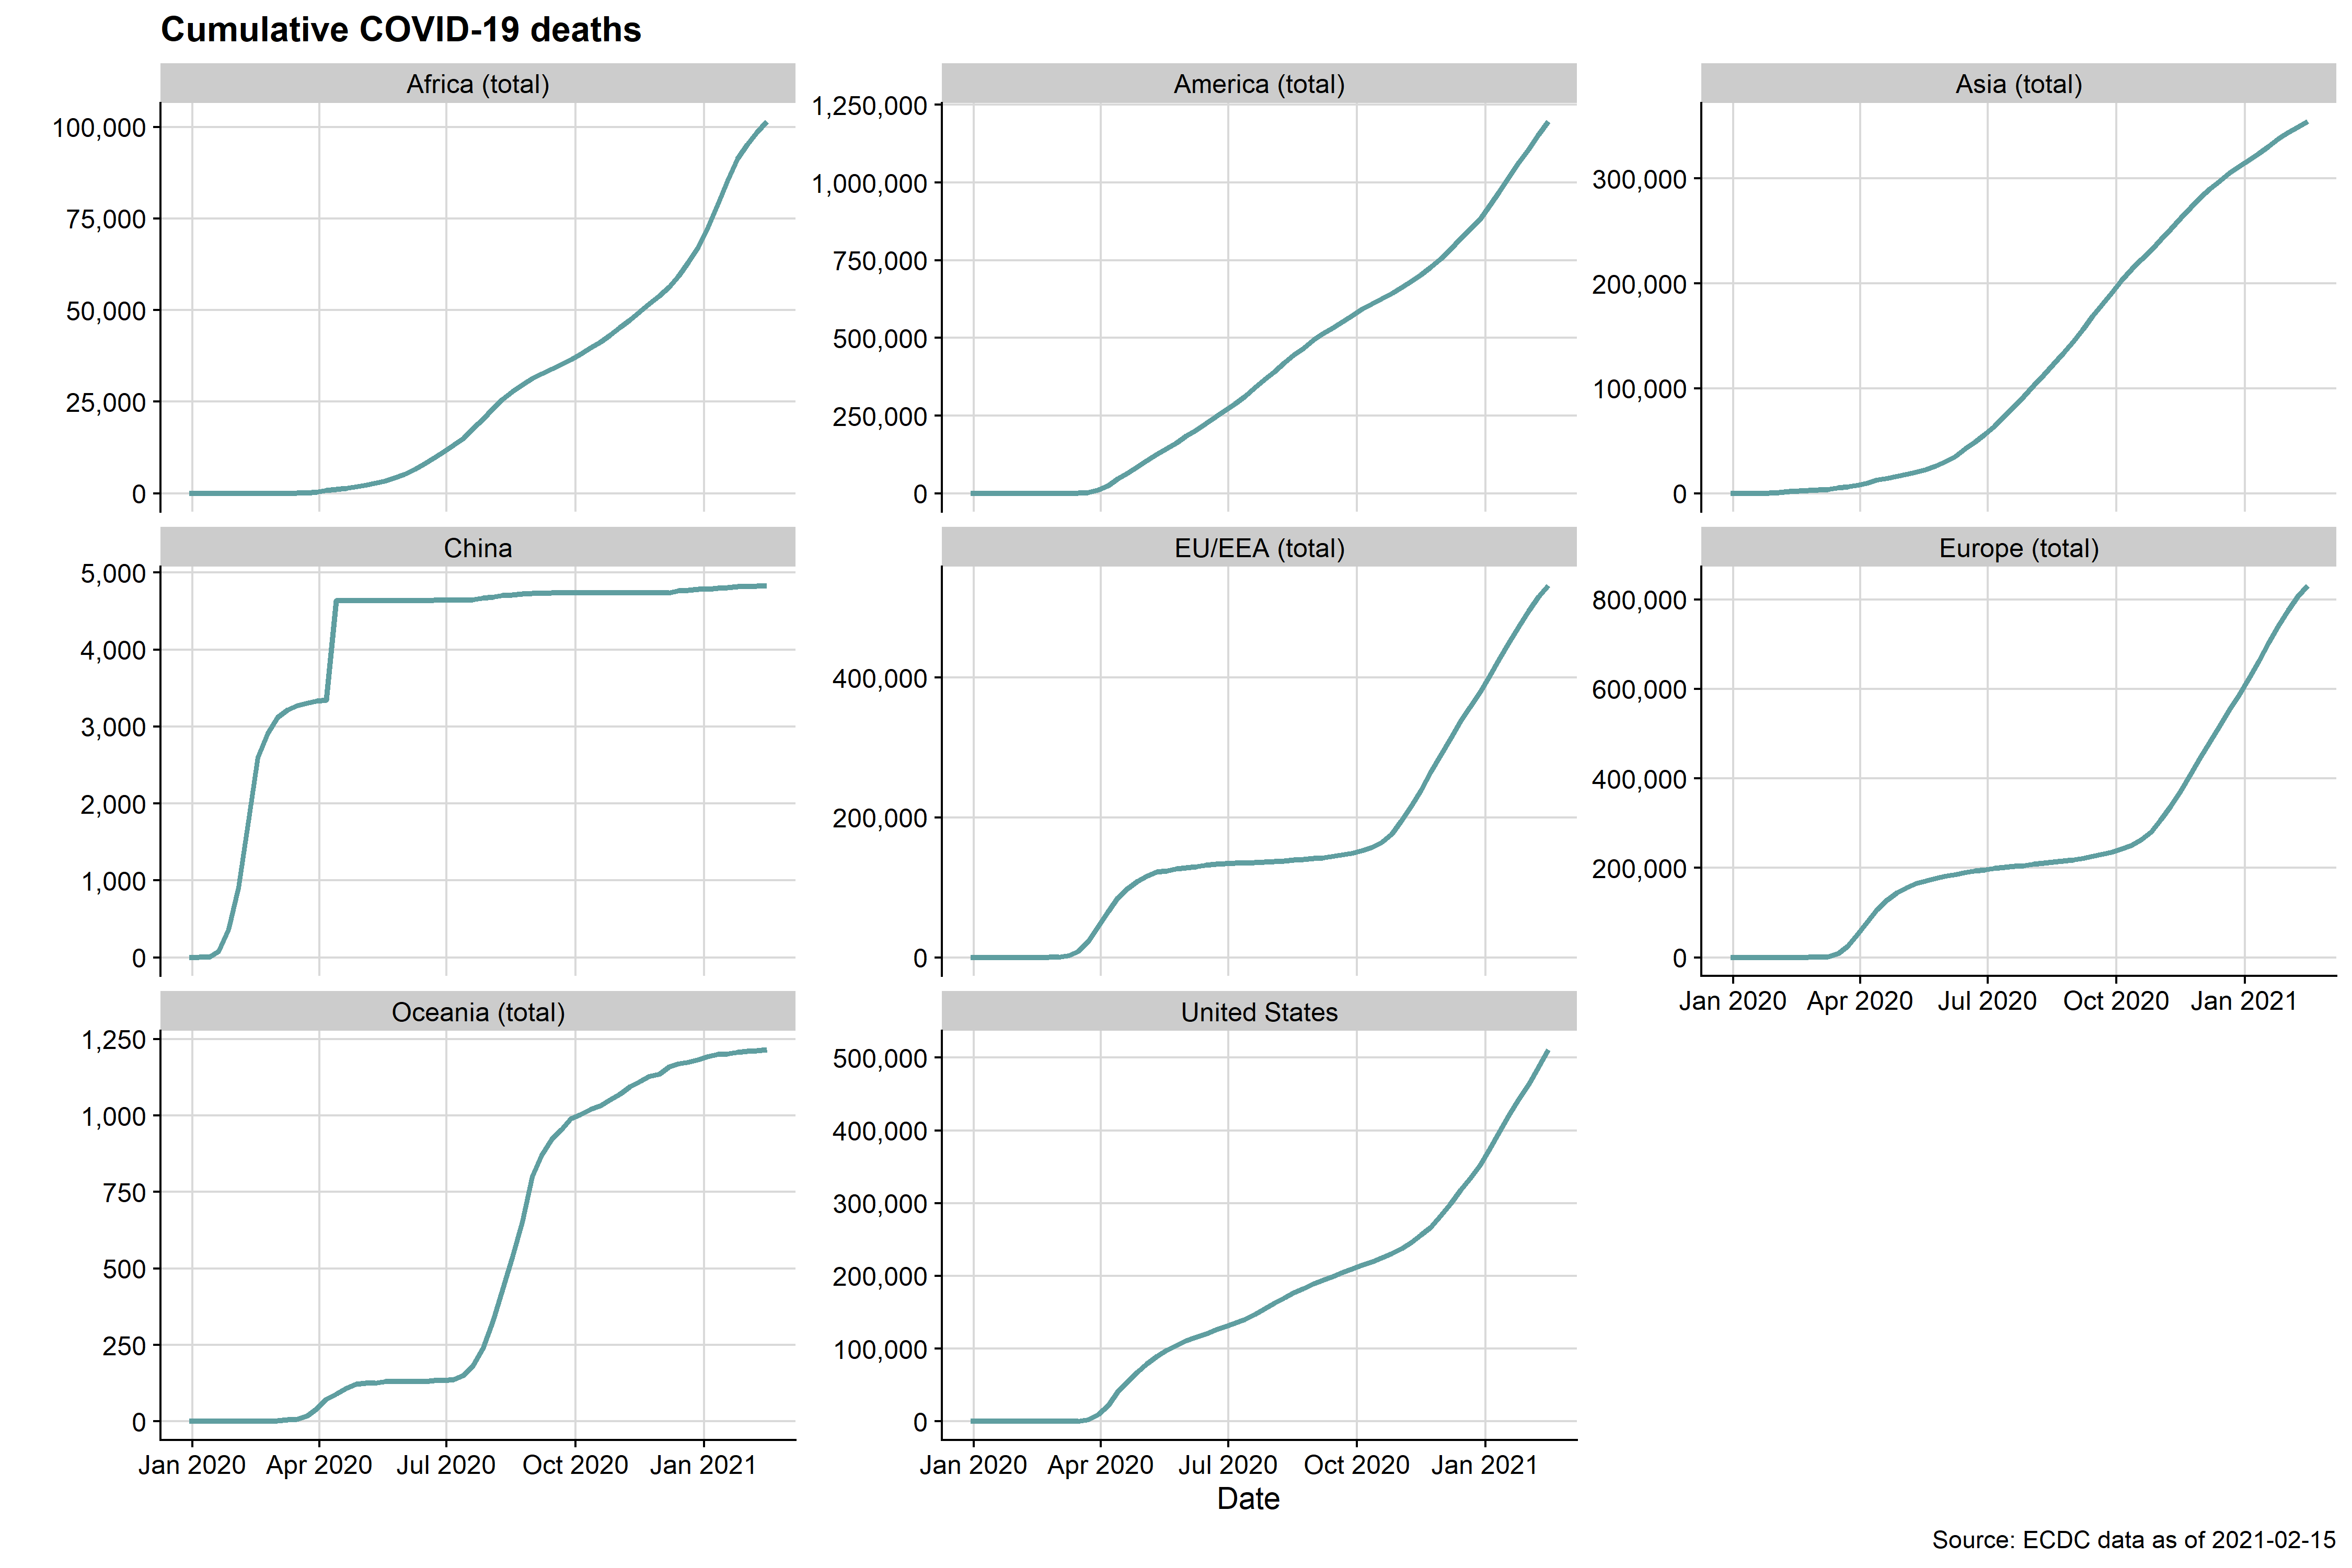 Cumulative COVID-19 deaths
Africa (total)
100,000
75,000
50,000
25,000
0
America (total)
1,250,000
1,000,000
750,000
500,000
250,000
0
Asia (total)
300,000
200,000
100,000
0
China
5,000
4,000
3,000
2,000
1,000
0
EU/EEA (total)
400,000
200,000
0
Europe (total)
800,000
600,000
400,000
200,000
0
Jan 2020 Apr 2020 Jul 2020 Oct 2020 Jan 2021
Oceania (total)
1,250
1,000
750
500
250
0
Jan 2020 Apr 2020 Jul 2020 Oct 2020 Jan 2021
United States
500,000
400,000
300,000
200,000
100,000
0
Jan 2020 Apr 2020 Jul 2020 Oct 2020 Jan 2021
Date
Source: ECDC data as of 2021-02-15